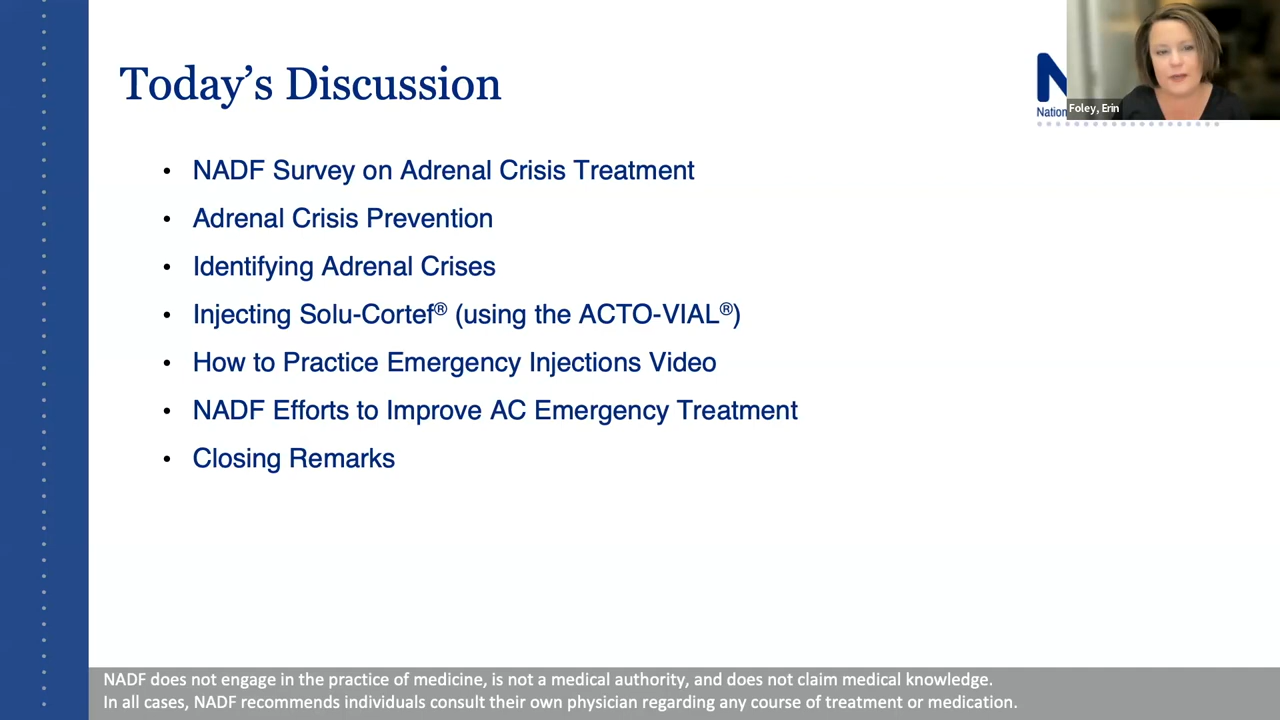 Today's Discussion
N
Nation
Foley, Erin
• NADF Survey on Adrenal Crisis Treatment
• Adrenal Crisis Prevention
• Identifying Adrenal Crises
• Injecting Solu-Cortef® (using the ACTO-VIAL®)
• How to Practice Emergency Injections Video
• NADF Efforts to Improve AC Emergency Treatment
• Closing Remarks
NADF does not engage in the practice of medicine, is not a medical authority, and does not claim medical knowledge.
In all cases, NADF recommends individuals consult their own physician regarding any course of treatment or medication.